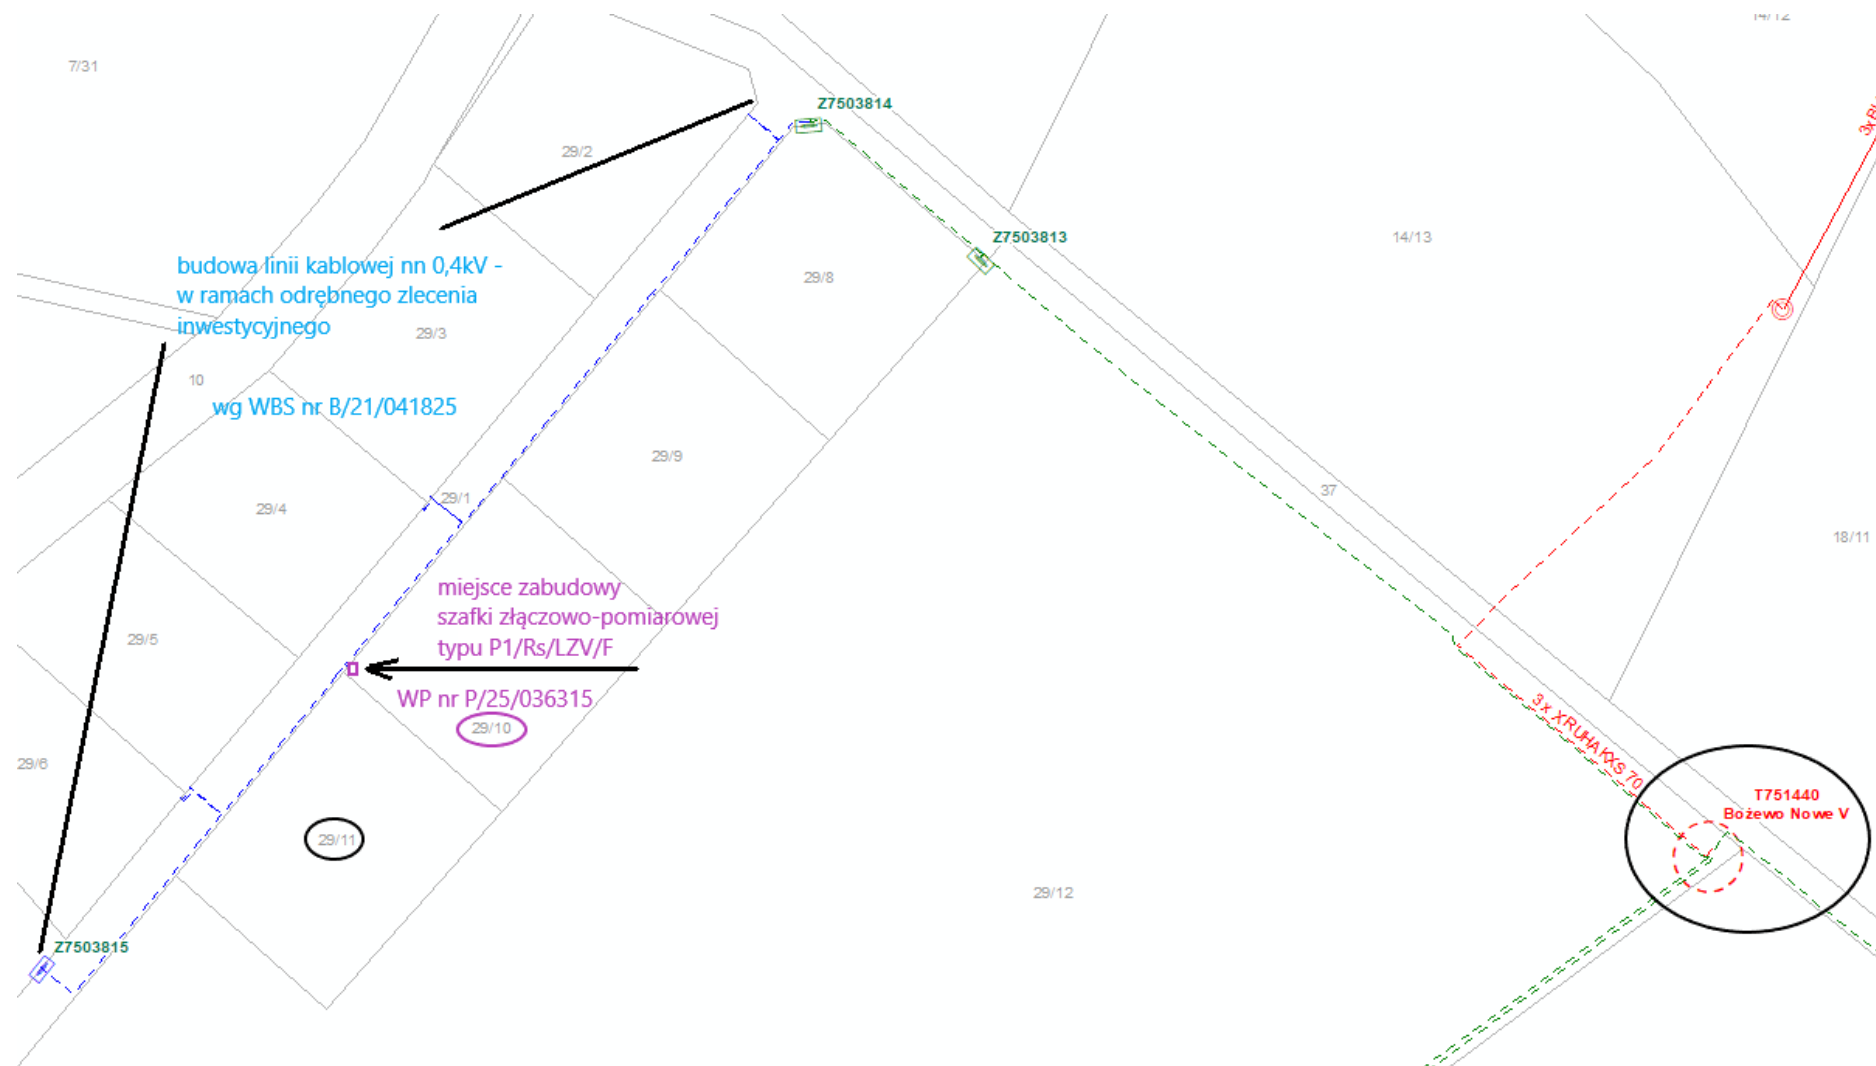 14/12
7/31
3xRU
Z7503814
29/2
Z7503813
14/13
budowa linii kablowej nn 0,4kV -
w ramach odrębnego zlecenia
inwestycyjnego
29/8
29/3
10
wg WBS nr B/21/041825
29/9
37
29/1
29/4
18/11
miejsce zabudowy
szafki złączowo-pomiarowej
typu P1/Rs/LZV/F
29/5
WP nr P/25/036315
29/10
3x XRUHAKXS 70
29/6
T751440
Bożewo Nowe V
29/11
29/12
Z7503815